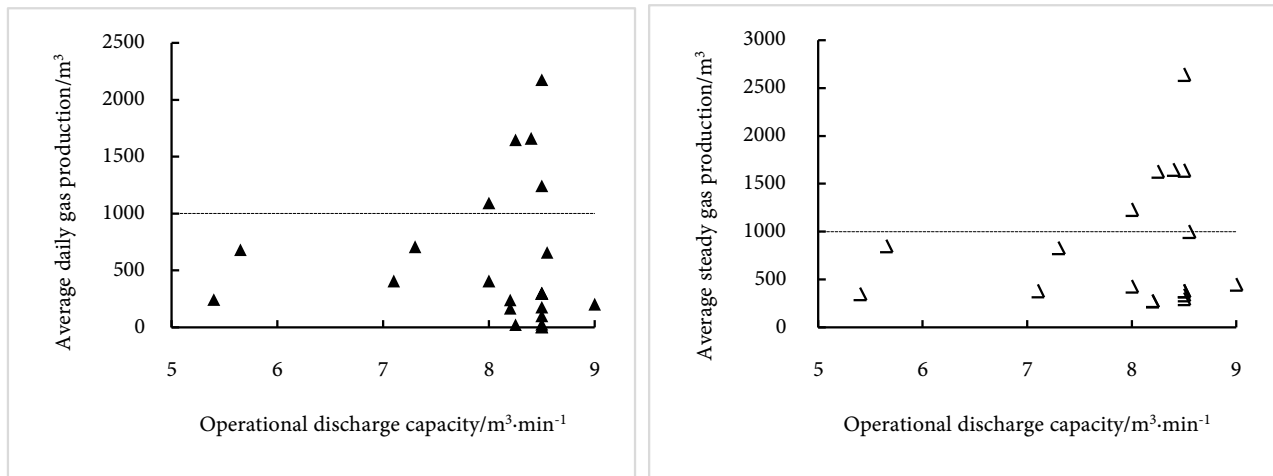 Average daily gas production/m³
2500
2000
1500
1000
500
0
5 6 7 8 9
Operational discharge capacity/m³·min⁻¹
Average steady gas production/m³
3000
2500
2000
1500
1000
500
0
5 6 7 8 9
Operational discharge capacity/m³·min⁻¹